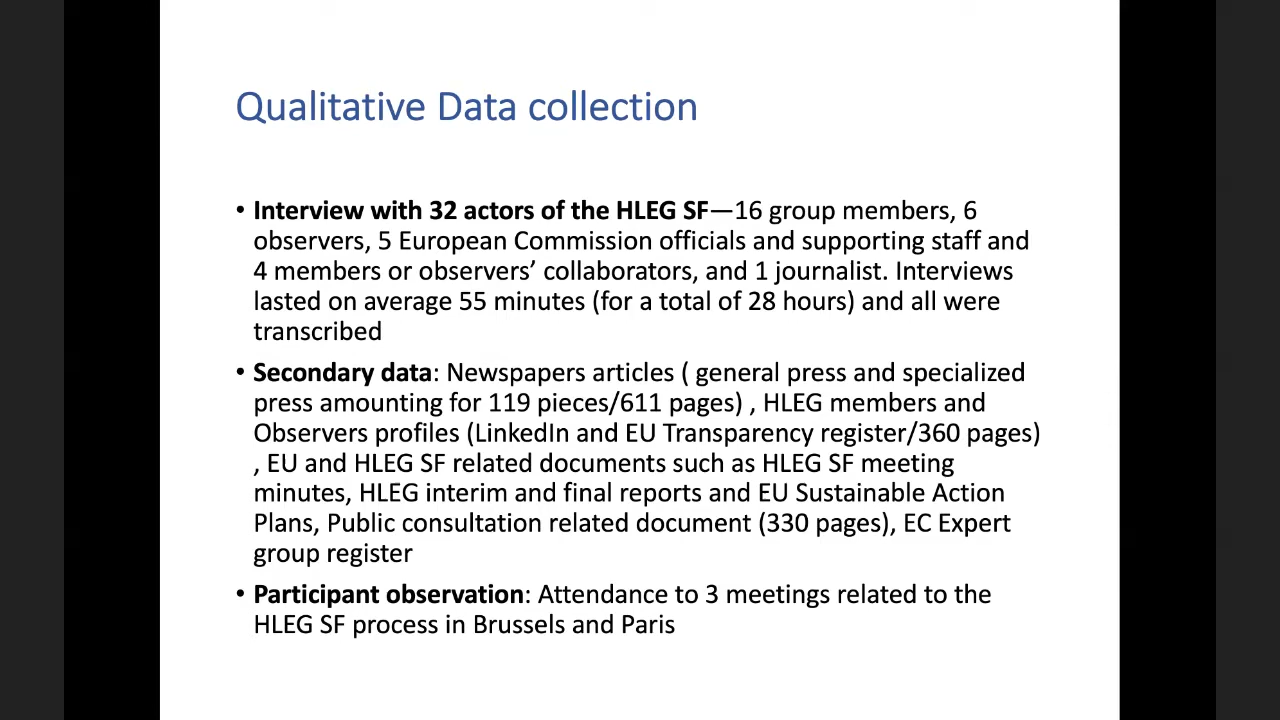 Qualitative Data collection
• Interview with 32 actors of the HLEG SF—16 group members, 6
observers, 5 European Commission officials and supporting staff and
4 members or observers’ collaborators, and 1 journalist. Interviews
lasted on average 55 minutes (for a total of 28 hours) and all were
transcribed
• Secondary data: Newspapers articles ( general press and specialized
press amounting for 119 pieces/611 pages) , HLEG members and
Observers profiles (LinkedIn and EU Transparency register/360 pages)
, EU and HLEG SF related documents such as HLEG SF meeting
minutes, HLEG interim and final reports and EU Sustainable Action
Plans, Public consultation related document (330 pages), EC Expert
group register
• Participant observation: Attendance to 3 meetings related to the
HLEG SF process in Brussels and Paris